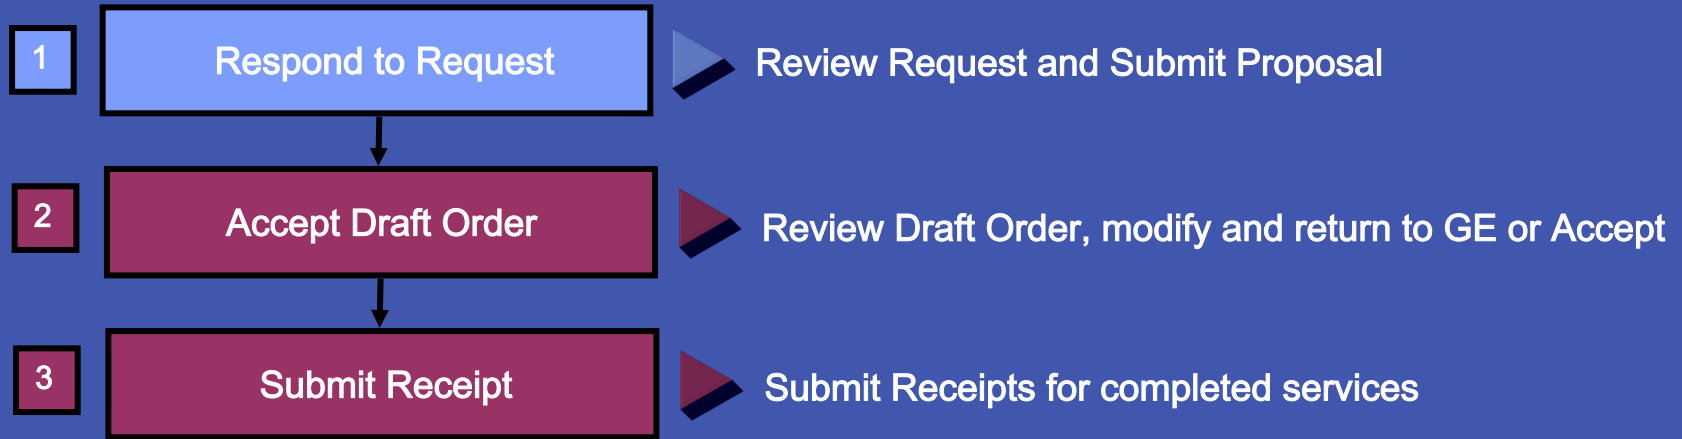 1
Respond to Request
Review Request and Submit Proposal
2
Accept Draft Order
Review Draft Order, modify and return to GE or Accept
3
Submit Receipt
Submit Receipts for completed services